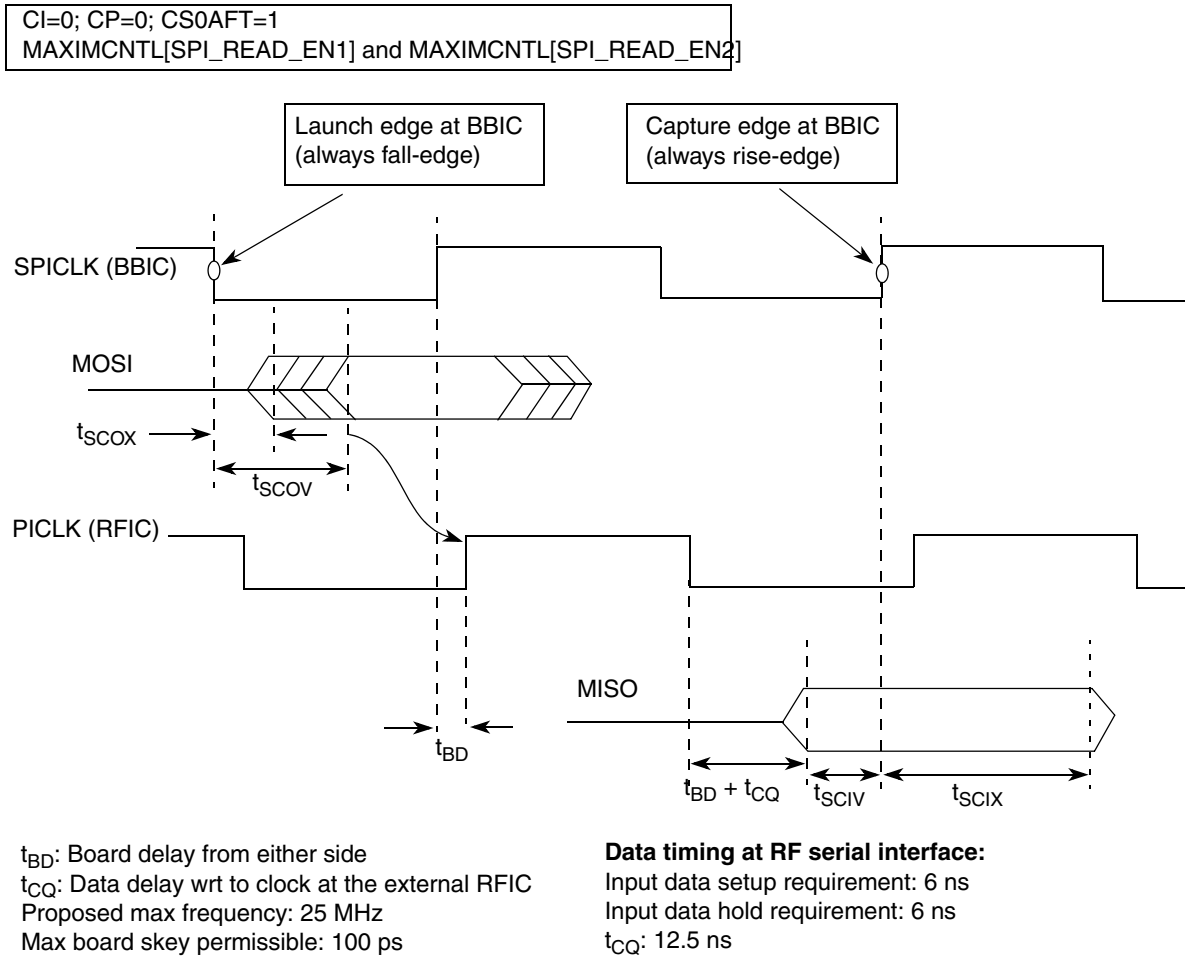 CI=0; CP=0; CS0AFT=1
MAXIMCNTL[SPI_READ_EN1] and MAXIMCNTL[SPI_READ_EN2]
Launch edge at BBIC
(always fall-edge)
Capture edge at BBIC
(always rise-edge)
SPICLK (BBIC)
MOSI
tSCOX
tSCOV
PICLK (RFIC)
MISO
tBD
tBD + tCQ
tSCIV
tSCIX
tBD: Board delay from either side
tCQ: Data delay wrt to clock at the external RFIC
Proposed max frequency: 25 MHz
Max board skey permissible: 100 ps
Data timing at RF serial interface:
Input data setup requirement: 6 ns
Input data hold requirement: 6 ns
tCQ: 12.5 ns